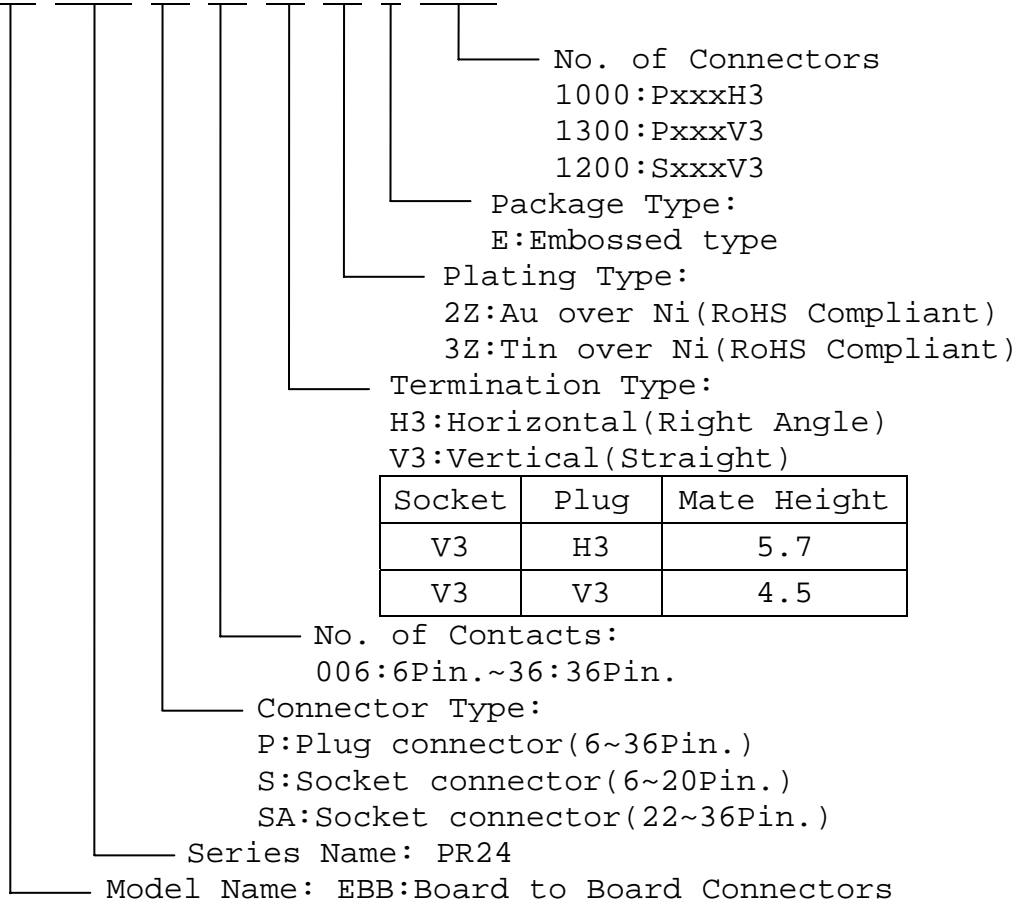 No. of Connectors
1000:PxxxH3
1300:PxxxV3
1200:SxxxV3
Package Type:
E:Embossed type
Plating Type:
2Z:Au over Ni(RoHS Compliant)
3Z:Tin over Ni(RoHS Compliant)
Termination Type:
H3:Horizontal(Right Angle)
V3:Vertical(Straight)
Socket Plug Mate Height
V3 H3 5.7
V3 V3 4.5
No. of Contacts:
006:6Pin.~36:36Pin.
Connector Type:
P:Plug connector(6~36Pin.)
S:Socket connector(6~20Pin.)
SA:Socket connector(22~36Pin.)
Series Name: PR24
Model Name: EBB:Board to Board Connectors